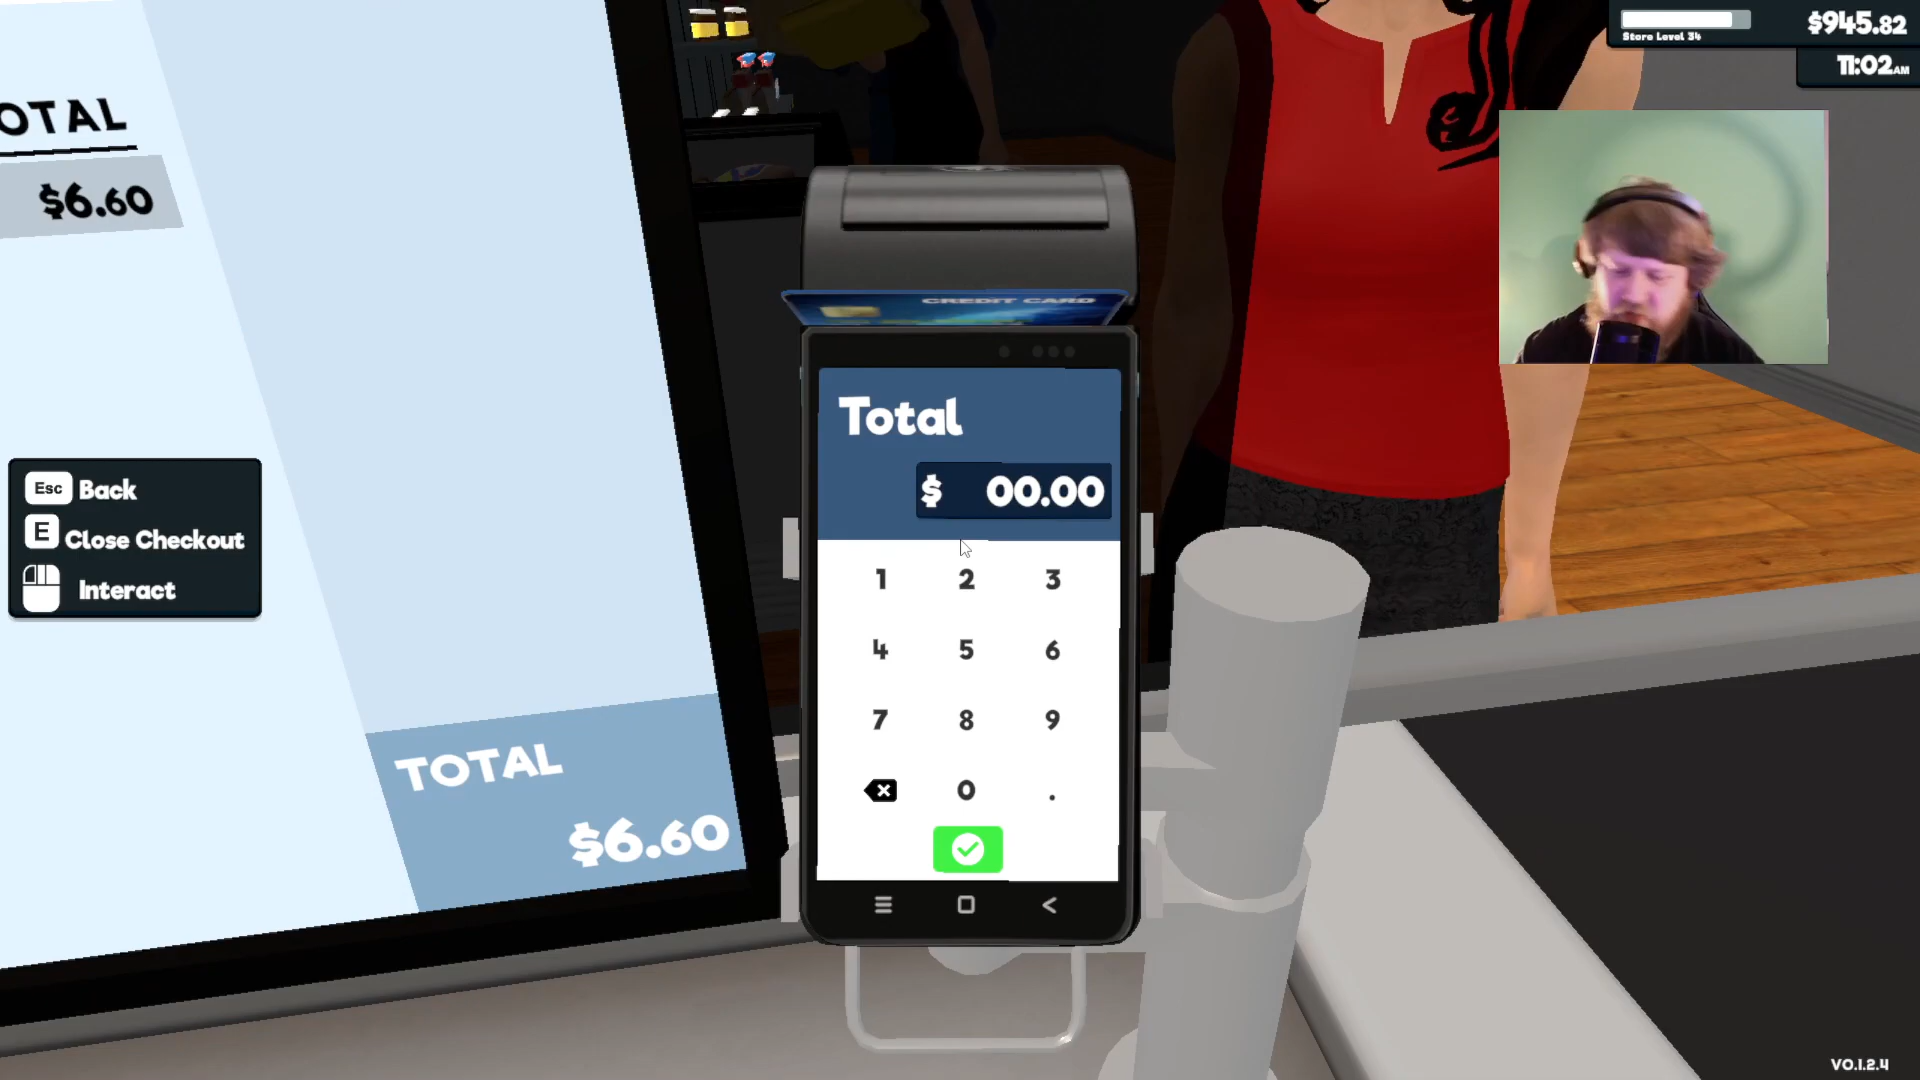 $945.82
Store Level 34
11:02AM
OTAL
$6.60
CREDIT CARD
Total
$ 00.00
Esc Back
E Close Checkout
Interact
1 2 3
4 5 6
7 8 9
0 .
TOTAL
$6.60
V0.1.2.4